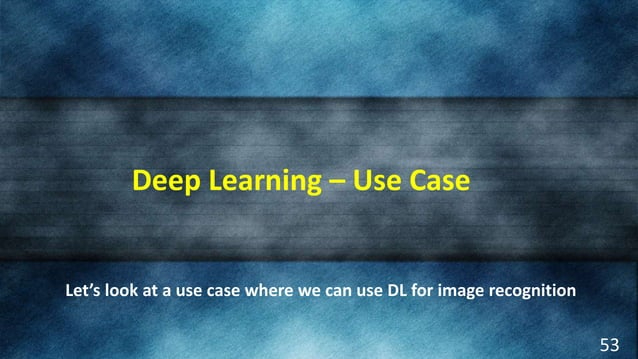 Deep Learning – Use Case
Let’s look at a use case where we can use DL for image recognition
53